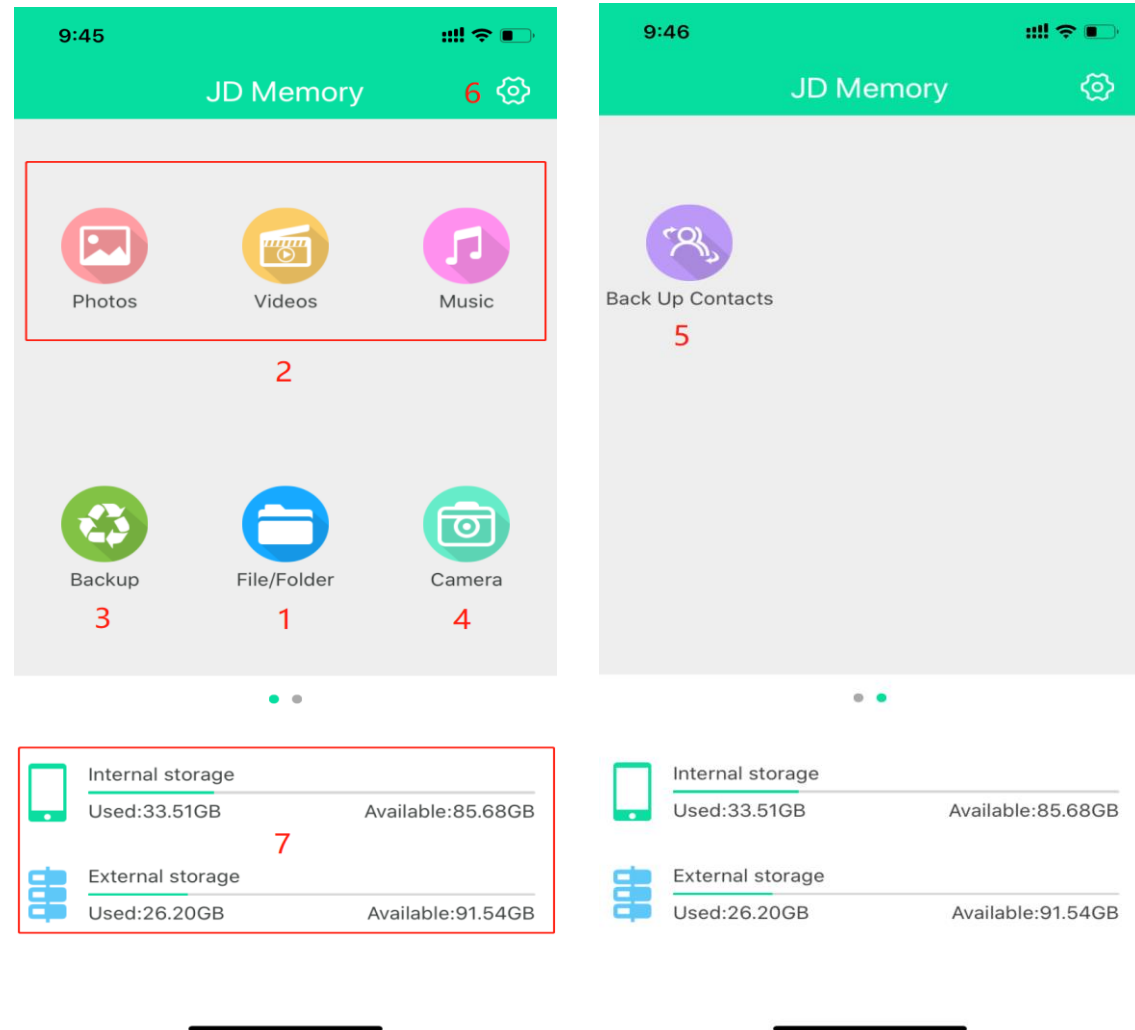 9:45
JD Memory 6
Photos Videos Music
2
Backup File/Folder Camera
3 1 4
Internal storage
Used:33.51GB Available:85.68GB
7
External storage
Used:26.20GB Available:91.54GB
9:46
JD Memory
Back Up Contacts
5
Internal storage
Used:33.51GB Available:85.68GB
External storage
Used:26.20GB Available:91.54GB